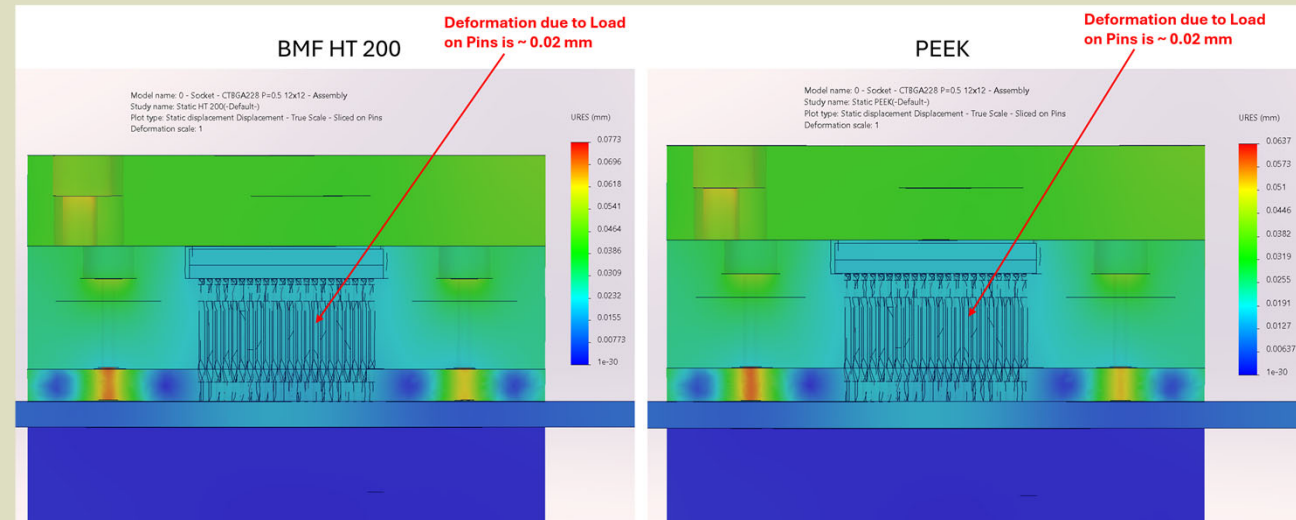 Deformation due to Load
on Pins is ~ 0.02 mm
BMF HT 200
Model name: 0 - Socket - CTBGA228 P=0.5 12x12 - Assembly
Study name: Static HT 200(-Default-)
Plot type: Static displacement Displacement - True Scale - Sliced on Pins
Deformation scale: 1
URES (mm)
0.0773
0.0696
0.0618
0.0541
0.0464
0.0386
0.0309
0.0232
0.0155
0.00773
1e-30
Deformation due to Load
on Pins is ~ 0.02 mm
PEEK
Model name: 0 - Socket - CTBGA228 P=0.5 12x12 - Assembly
Study name: Static PEEK(-Default-)
Plot type: Static displacement Displacement - True Scale - Sliced on Pins
Deformation scale: 1
URES (mm)
0.0637
0.0573
0.051
0.0446
0.0382
0.0319
0.0255
0.0191
0.0127
0.00637
1e-30